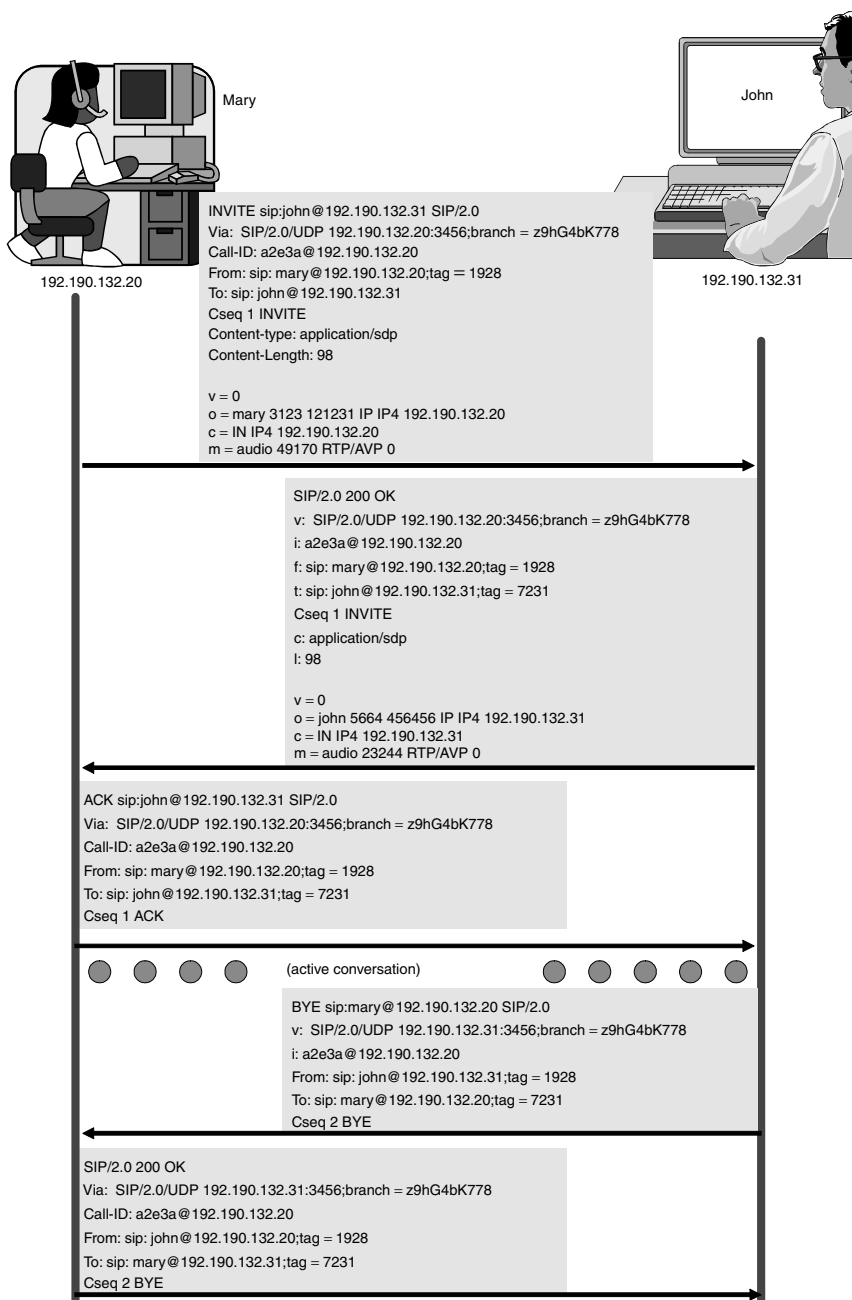 Mary
John
192.190.132.20
192.190.132.31
INVITE sip:john@192.190.132.31 SIP/2.0
Via: SIP/2.0/UDP 192.190.132.20:3456;branch = z9hG4bK778
Call-ID: a2e3a@192.190.132.20
From: sip: mary@192.190.132.20;tag = 1928
To: sip: john@192.190.132.31
Cseq 1 INVITE
Content-type: application/sdp
Content-Length: 98
v = 0
o = mary 3123 121231 IP IP4 192.190.132.20
c = IN IP4 192.190.132.20
m = audio 49170 RTP/AVP 0
SIP/2.0 200 OK
v: SIP/2.0/UDP 192.190.132.20:3456;branch = z9hG4bK778
i: a2e3a@192.190.132.20
f: sip: mary@192.190.132.20;tag = 1928
t: sip: john@192.190.132.31;tag = 7231
Cseq 1 INVITE
c: application/sdp
l: 98
v = 0
o = john 5664 456456 IP IP4 192.190.132.31
c = IN IP4 192.190.132.31
m = audio 23244 RTP/AVP 0
ACK sip:john@192.190.132.31 SIP/2.0
Via: SIP/2.0/UDP 192.190.132.20:3456;branch = z9hG4bK778
Call-ID: a2e3a@192.190.132.20
From: sip: mary@192.190.132.20;tag = 1928
To: sip: john@192.190.132.31;tag = 7231
Cseq 1 ACK
(active conversation)
BYE sip:mary@192.190.132.20 SIP/2.0
v: SIP/2.0/UDP 192.190.132.31:3456;branch = z9hG4bK778
i: a2e3a@192.190.132.20
From: sip: john@192.190.132.31;tag = 1928
To: sip: mary@192.190.132.20;tag = 7231
Cseq 2 BYE
SIP/2.0 200 OK
Via: SIP/2.0/UDP 192.190.132.31:3456;branch = z9hG4bK778
Call-ID: a2e3a@192.190.132.20
From: sip: john@192.190.132.20;tag = 1928
To: sip: mary@192.190.132.31;tag = 7231
Cseq 2 BYE